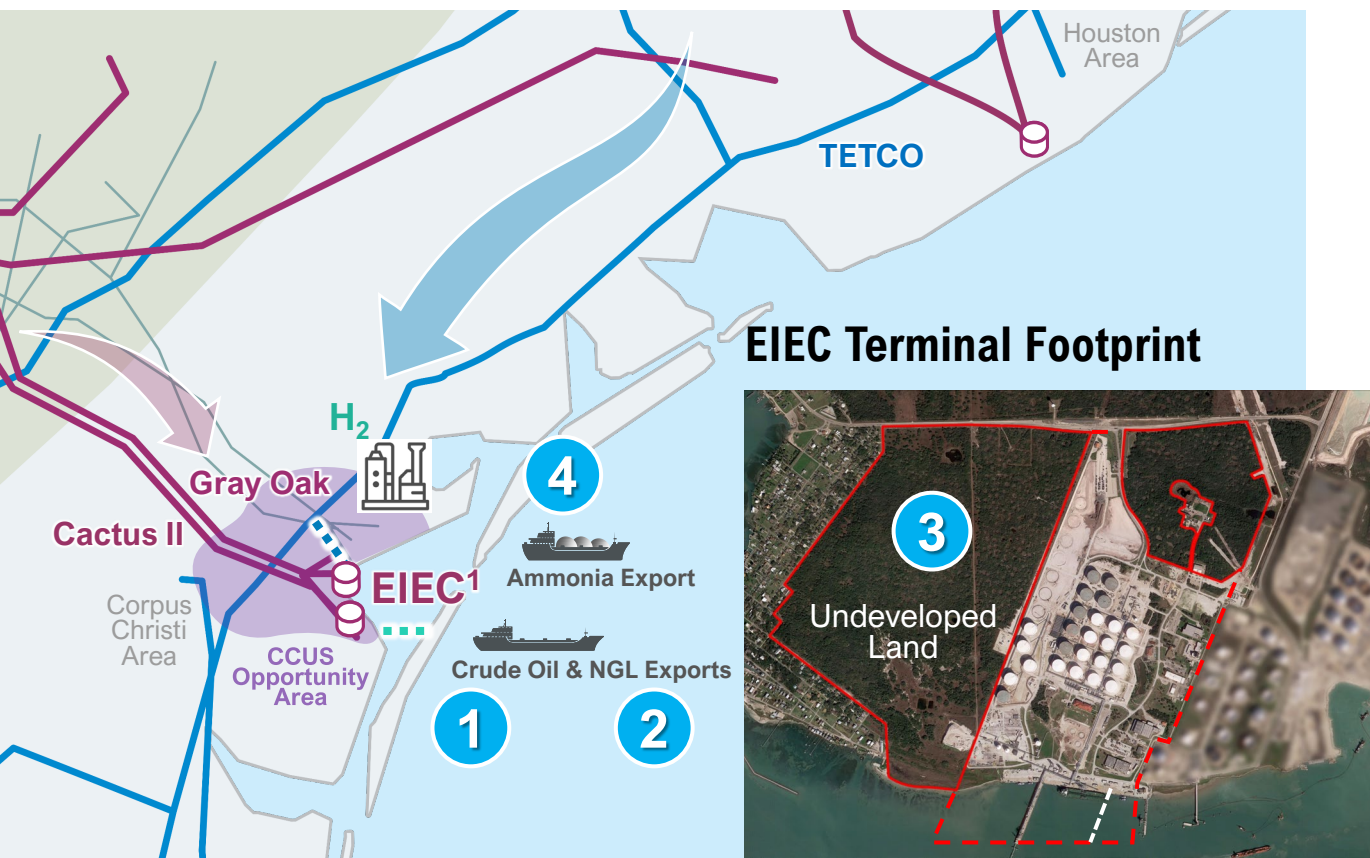 Houston
Area
TETCO
EIEC Terminal Footprint
H₂
Gray Oak
Cactus II
4
Ammonia Export
EIEC¹
Corpus
Christi
Area
CCUS
Opportunity
Area
Crude Oil & NGL Exports
1
2
3
Undeveloped
Land